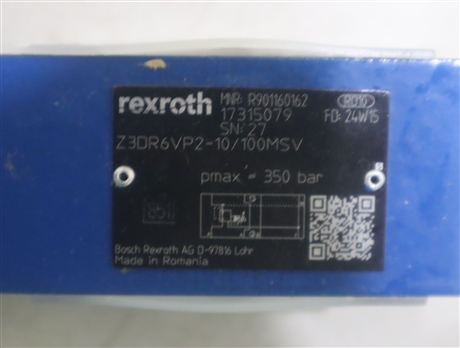 rexroth
MNR: R901160162
RD10
17315079
FD: 24W15
SN: 27
Z3DR6VP2-10/100MSV
pmax = 350 bar
Bosch Rexroth AG D-97816 Lohr
Made in Romania